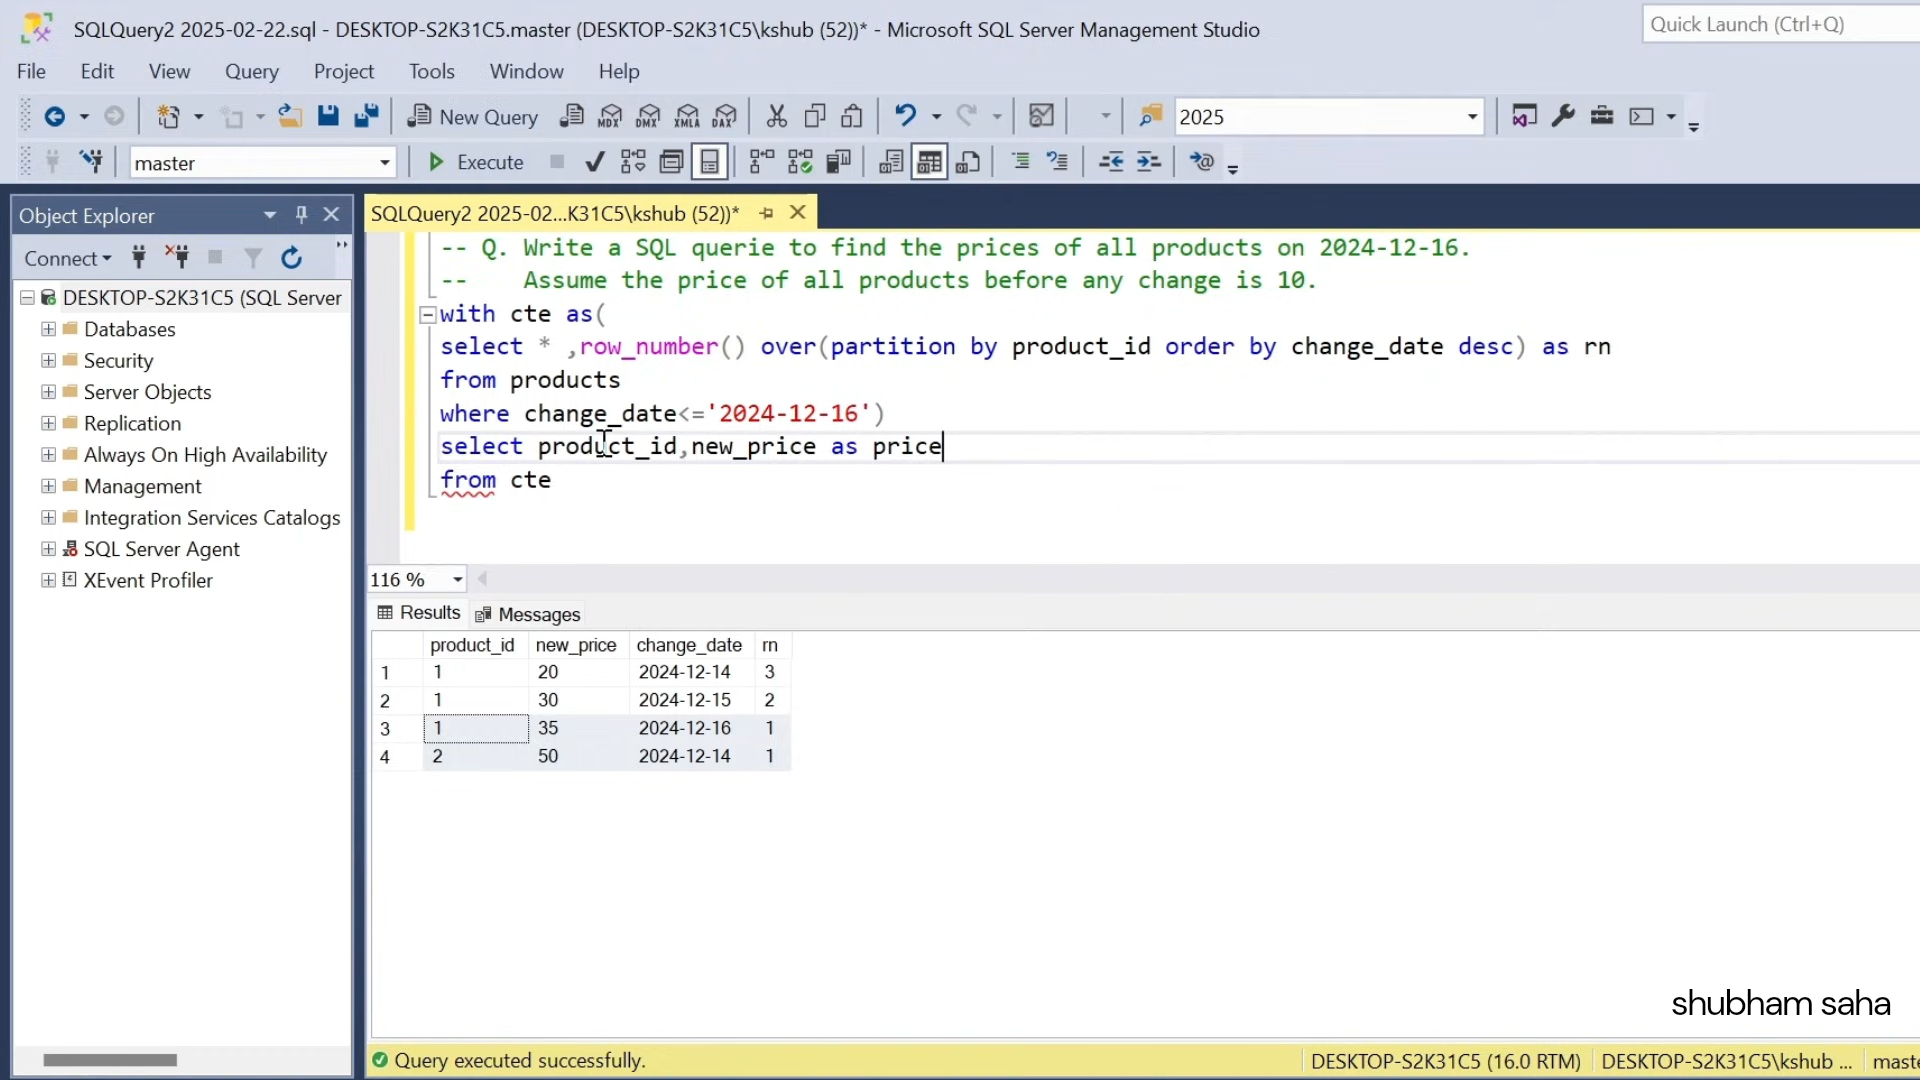 SQLQuery2 2025-02-22.sql - DESKTOP-S2K31C5.master (DESKTOP-S2K31C5\kshub (52))* - Microsoft SQL Server Management Studio
Quick Launch (Ctrl+Q)
File Edit View Query Project Tools Window Help
New Query MDX DMX XMLA DAX 2025
master Execute
Object Explorer
SQLQuery2 2025-02...K31C5\kshub (52))*
Connect
DESKTOP-S2K31C5 (SQL Server
Databases
Security
Server Objects
Replication
Always On High Availability
Management
Integration Services Catalogs
SQL Server Agent
XEvent Profiler
-- Q. Write a SQL querie to find the prices of all products on 2024-12-16.
-- Assume the price of all products before any change is 10.
with cte as(
select * ,row_number() over(partition by product_id order by change_date desc) as rn
from products
where change_date<='2024-12-16')
select product_id,new_price as price
from cte
116 %
Results Messages
product_id new_price change_date rn
1 1 20 2024-12-14 3
2 1 30 2024-12-15 2
3 1 35 2024-12-16 1
4 2 50 2024-12-14 1
shubham saha
Query executed successfully.
DESKTOP-S2K31C5 (16.0 RTM) DESKTOP-S2K31C5\kshub ...